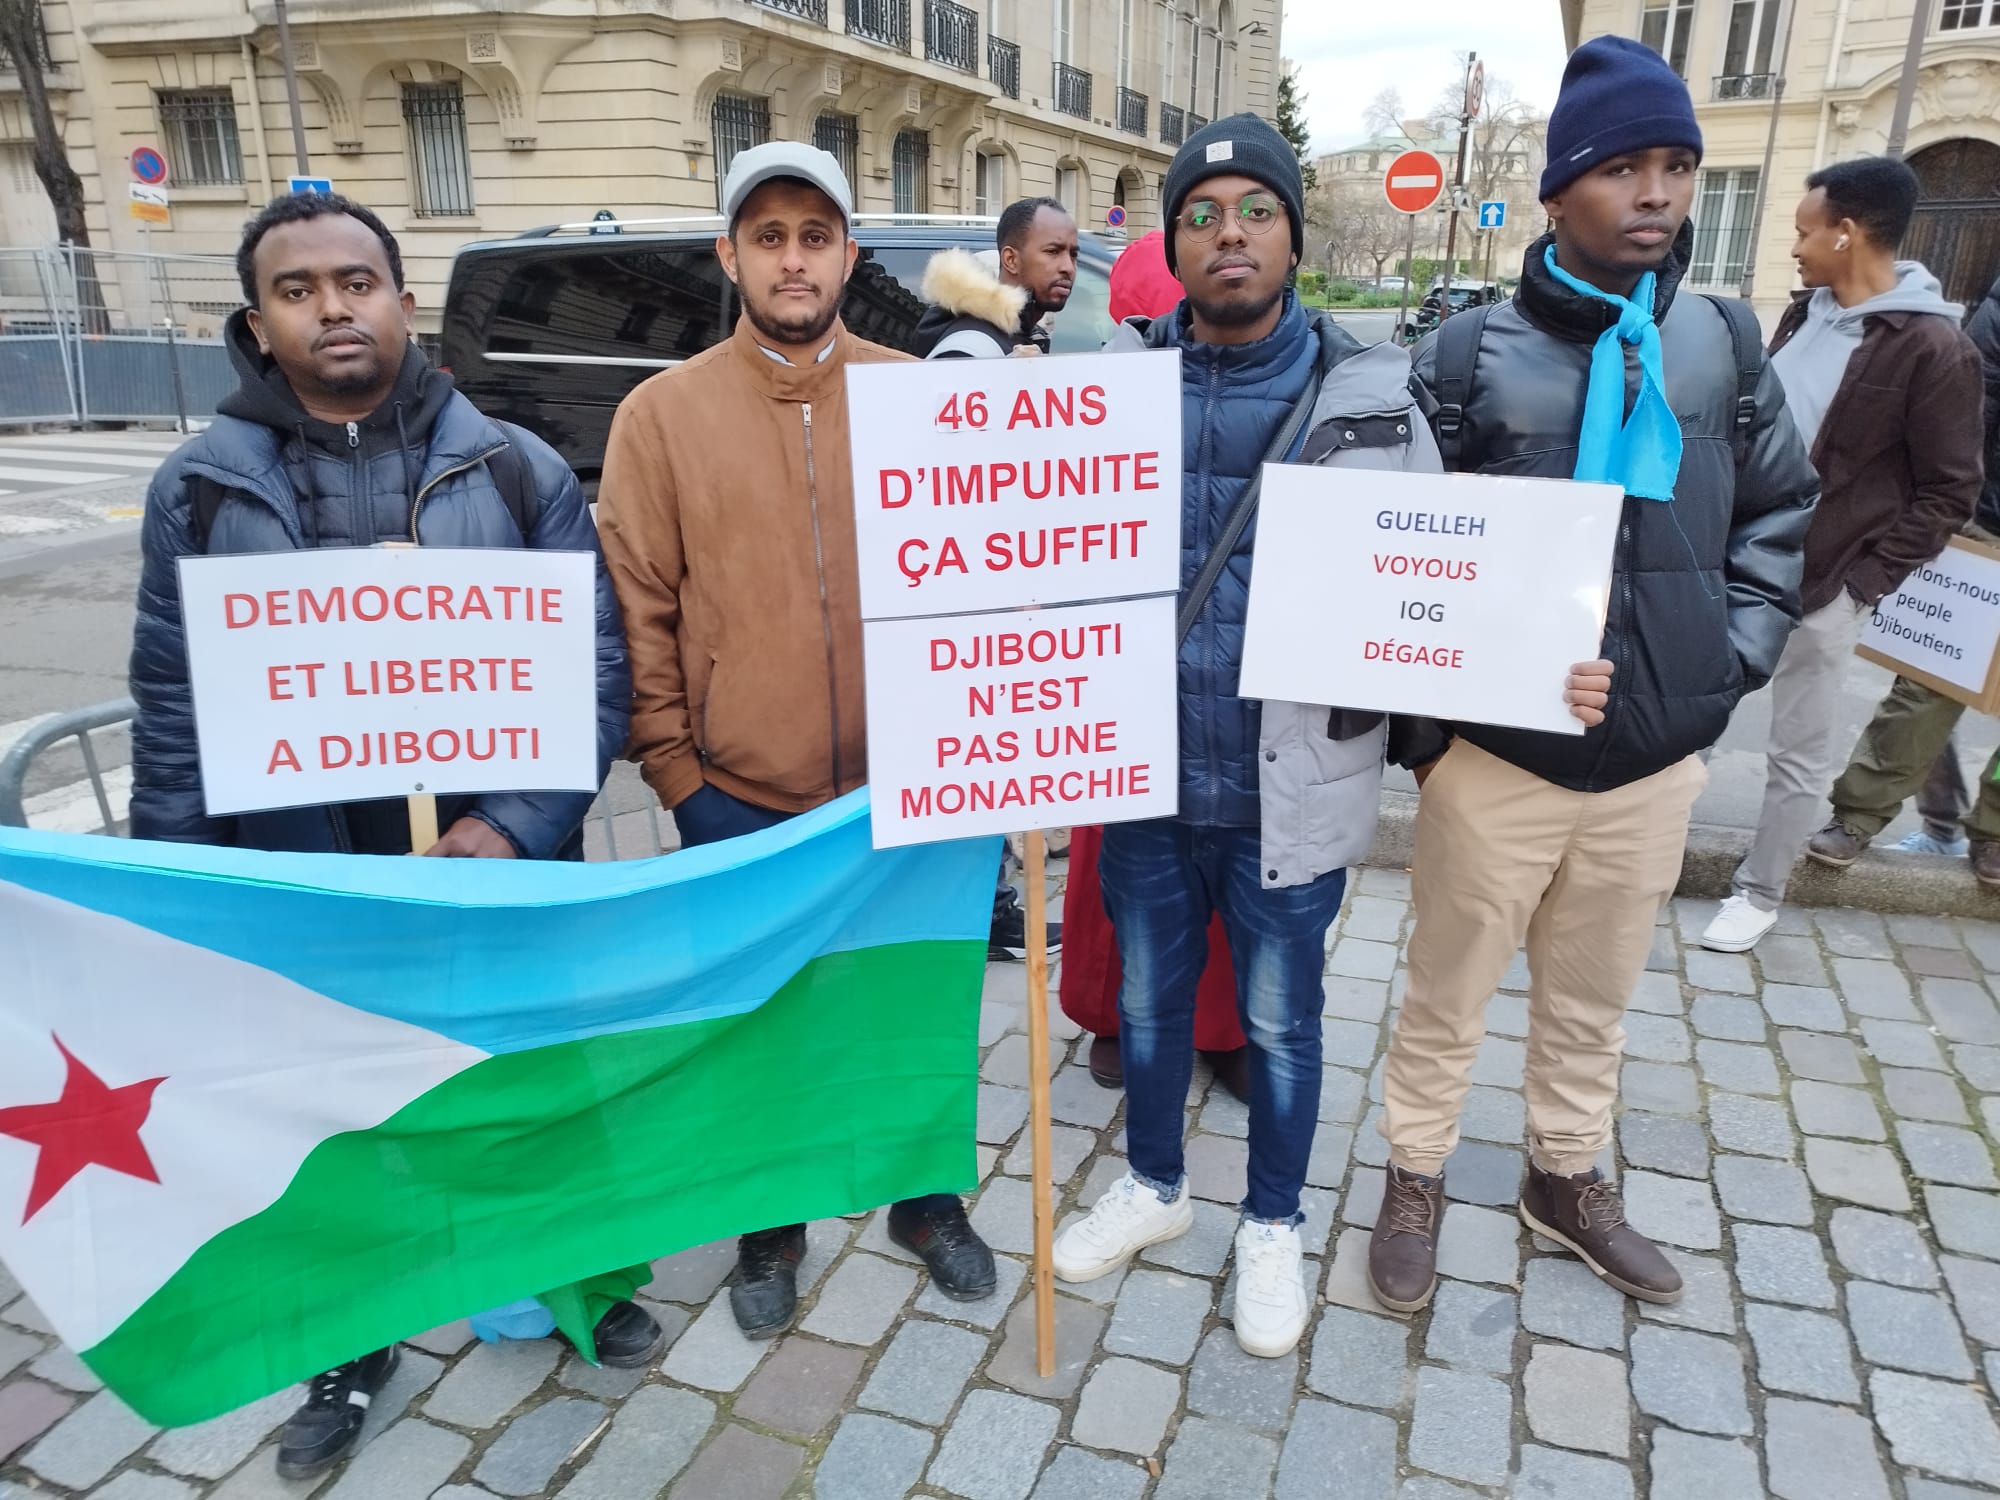 DEMOCRATIE
ET LIBERTE
A DJIBOUTI
46 ANS
D'IMPUNITE
ÇA SUFFIT
DJIBOUTI
N'EST
PAS UNE
MONARCHIE
GUELLEH
VOYOUS
IOG
DÉGAGE
peuple
Djiboutiens